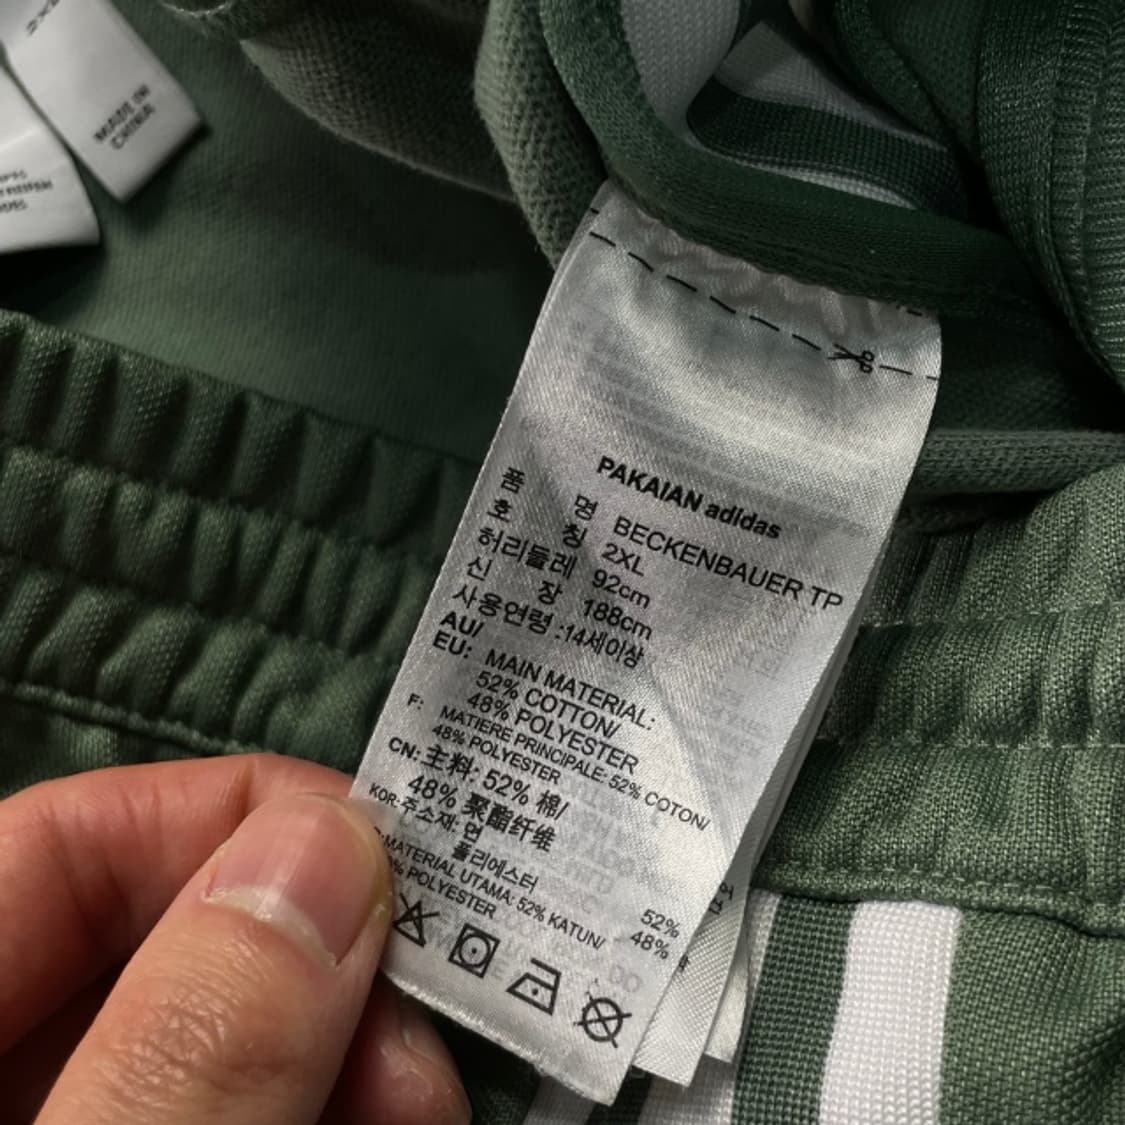 2X
MADE IN
CHINA
PAKAIAN adidas
품 명 BECKENBAUER TP
호 칭 2XL
허리둘레 92cm
신 장 188cm
사용연령 :14세이상
AU/
EU: MAIN MATERIAL:
52% COTTON/
48% POLYESTER
F: MATIERE PRINCIPALE: 52% COTON/
48% POLYESTER
CN: 主料: 52% 棉/
48% 聚酯纤维
KOR:주소재: 면 52%
폴리에스터 48%
:MATERIAL UTAMA: 52% KATUN/
% POLYESTER